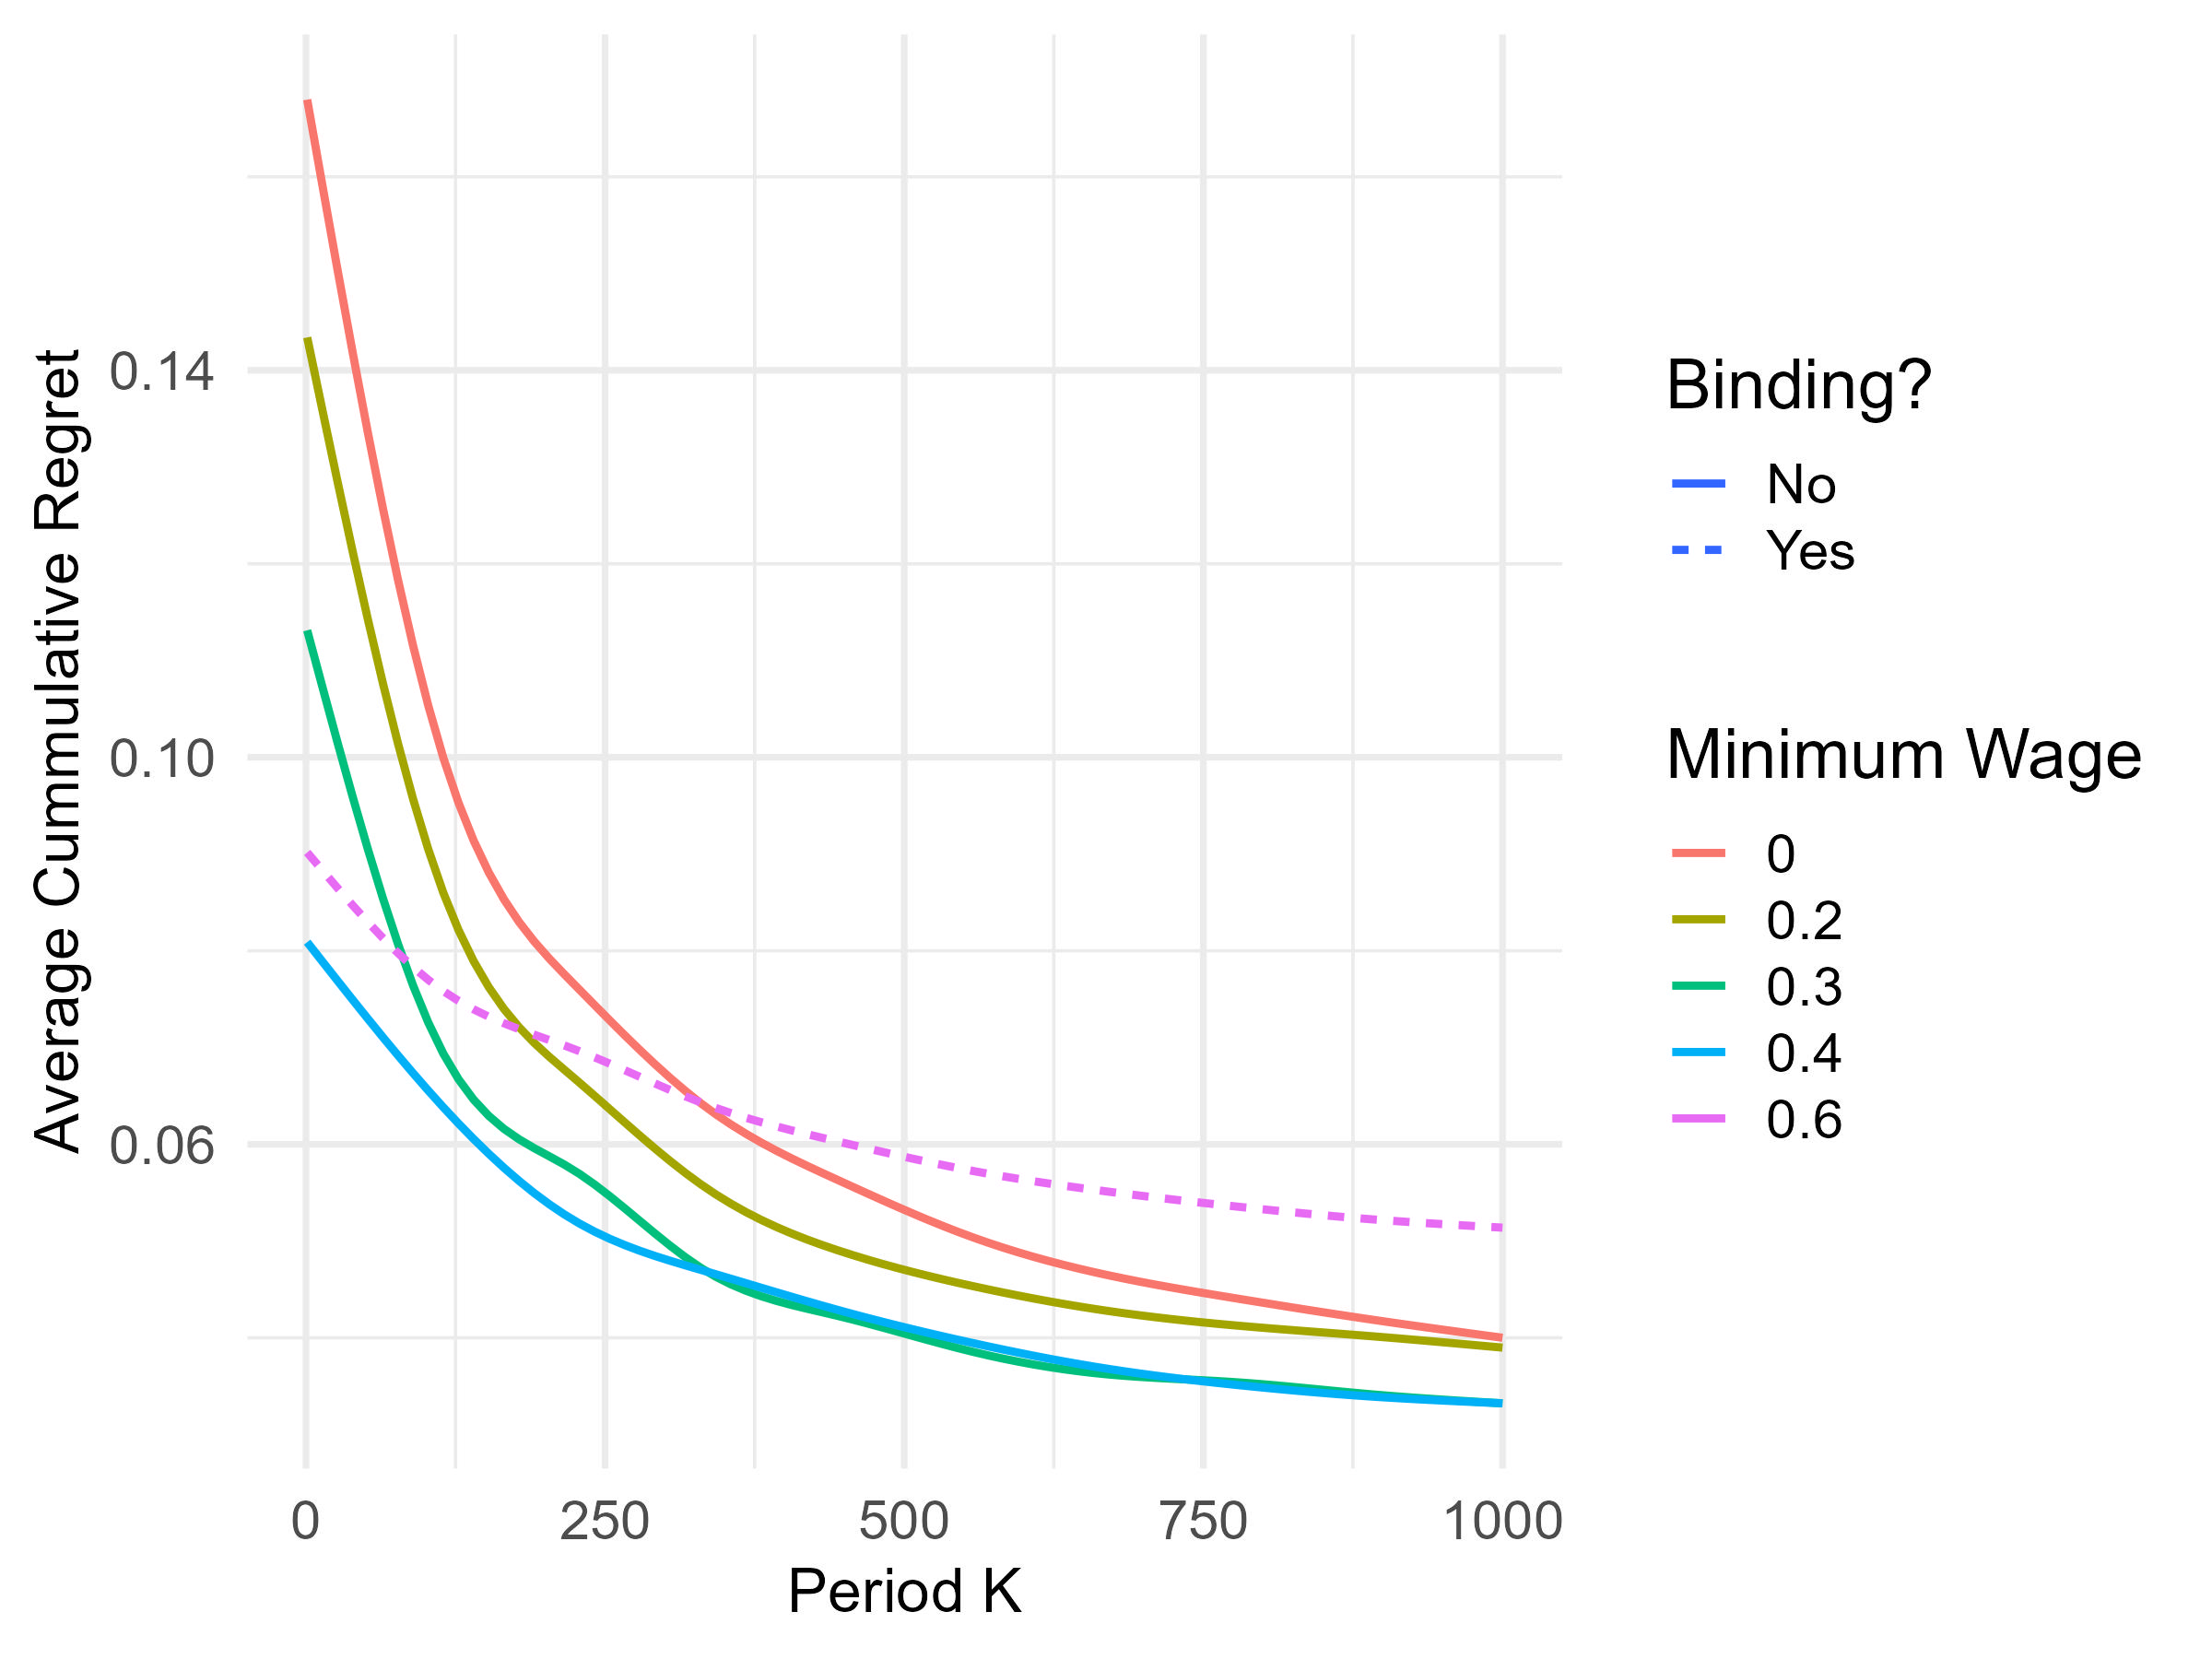 Average Cummulative Regret
0.14
0.10
0.06
0
250
500
750
1000
Period K
Binding?
No
Yes
Minimum Wage
0
0.2
0.3
0.4
0.6